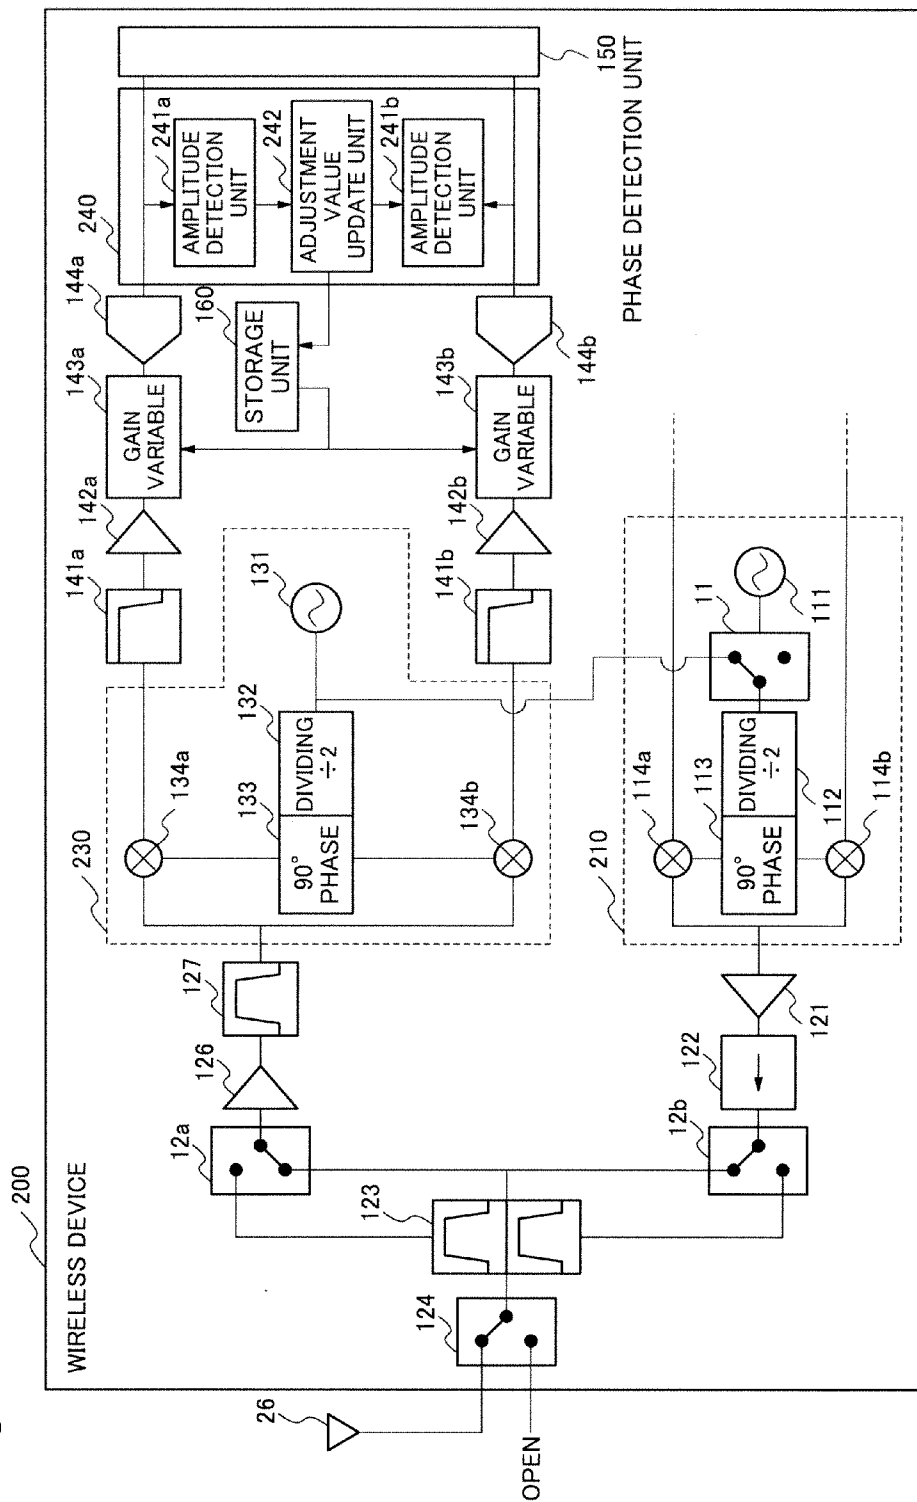 200
WIRELESS DEVICE
26
OPEN
124
123
12a
12b
126
122
127
121
230
210
134a
133
132
90°
PHASE
DIVIDING
÷2
134b
131
114a
113
90°
PHASE
DIVIDING
÷2
112
114b
11
111
141a
142a
143a
144a
GAIN
VARIABLE
141b
142b
143b
144b
GAIN
VARIABLE
160
STORAGE
UNIT
240
241a
AMPLITUDE
DETECTION
UNIT
242
ADJUSTMENT
VALUE
UPDATE UNIT
241b
AMPLITUDE
DETECTION
UNIT
150
PHASE DETECTION UNIT